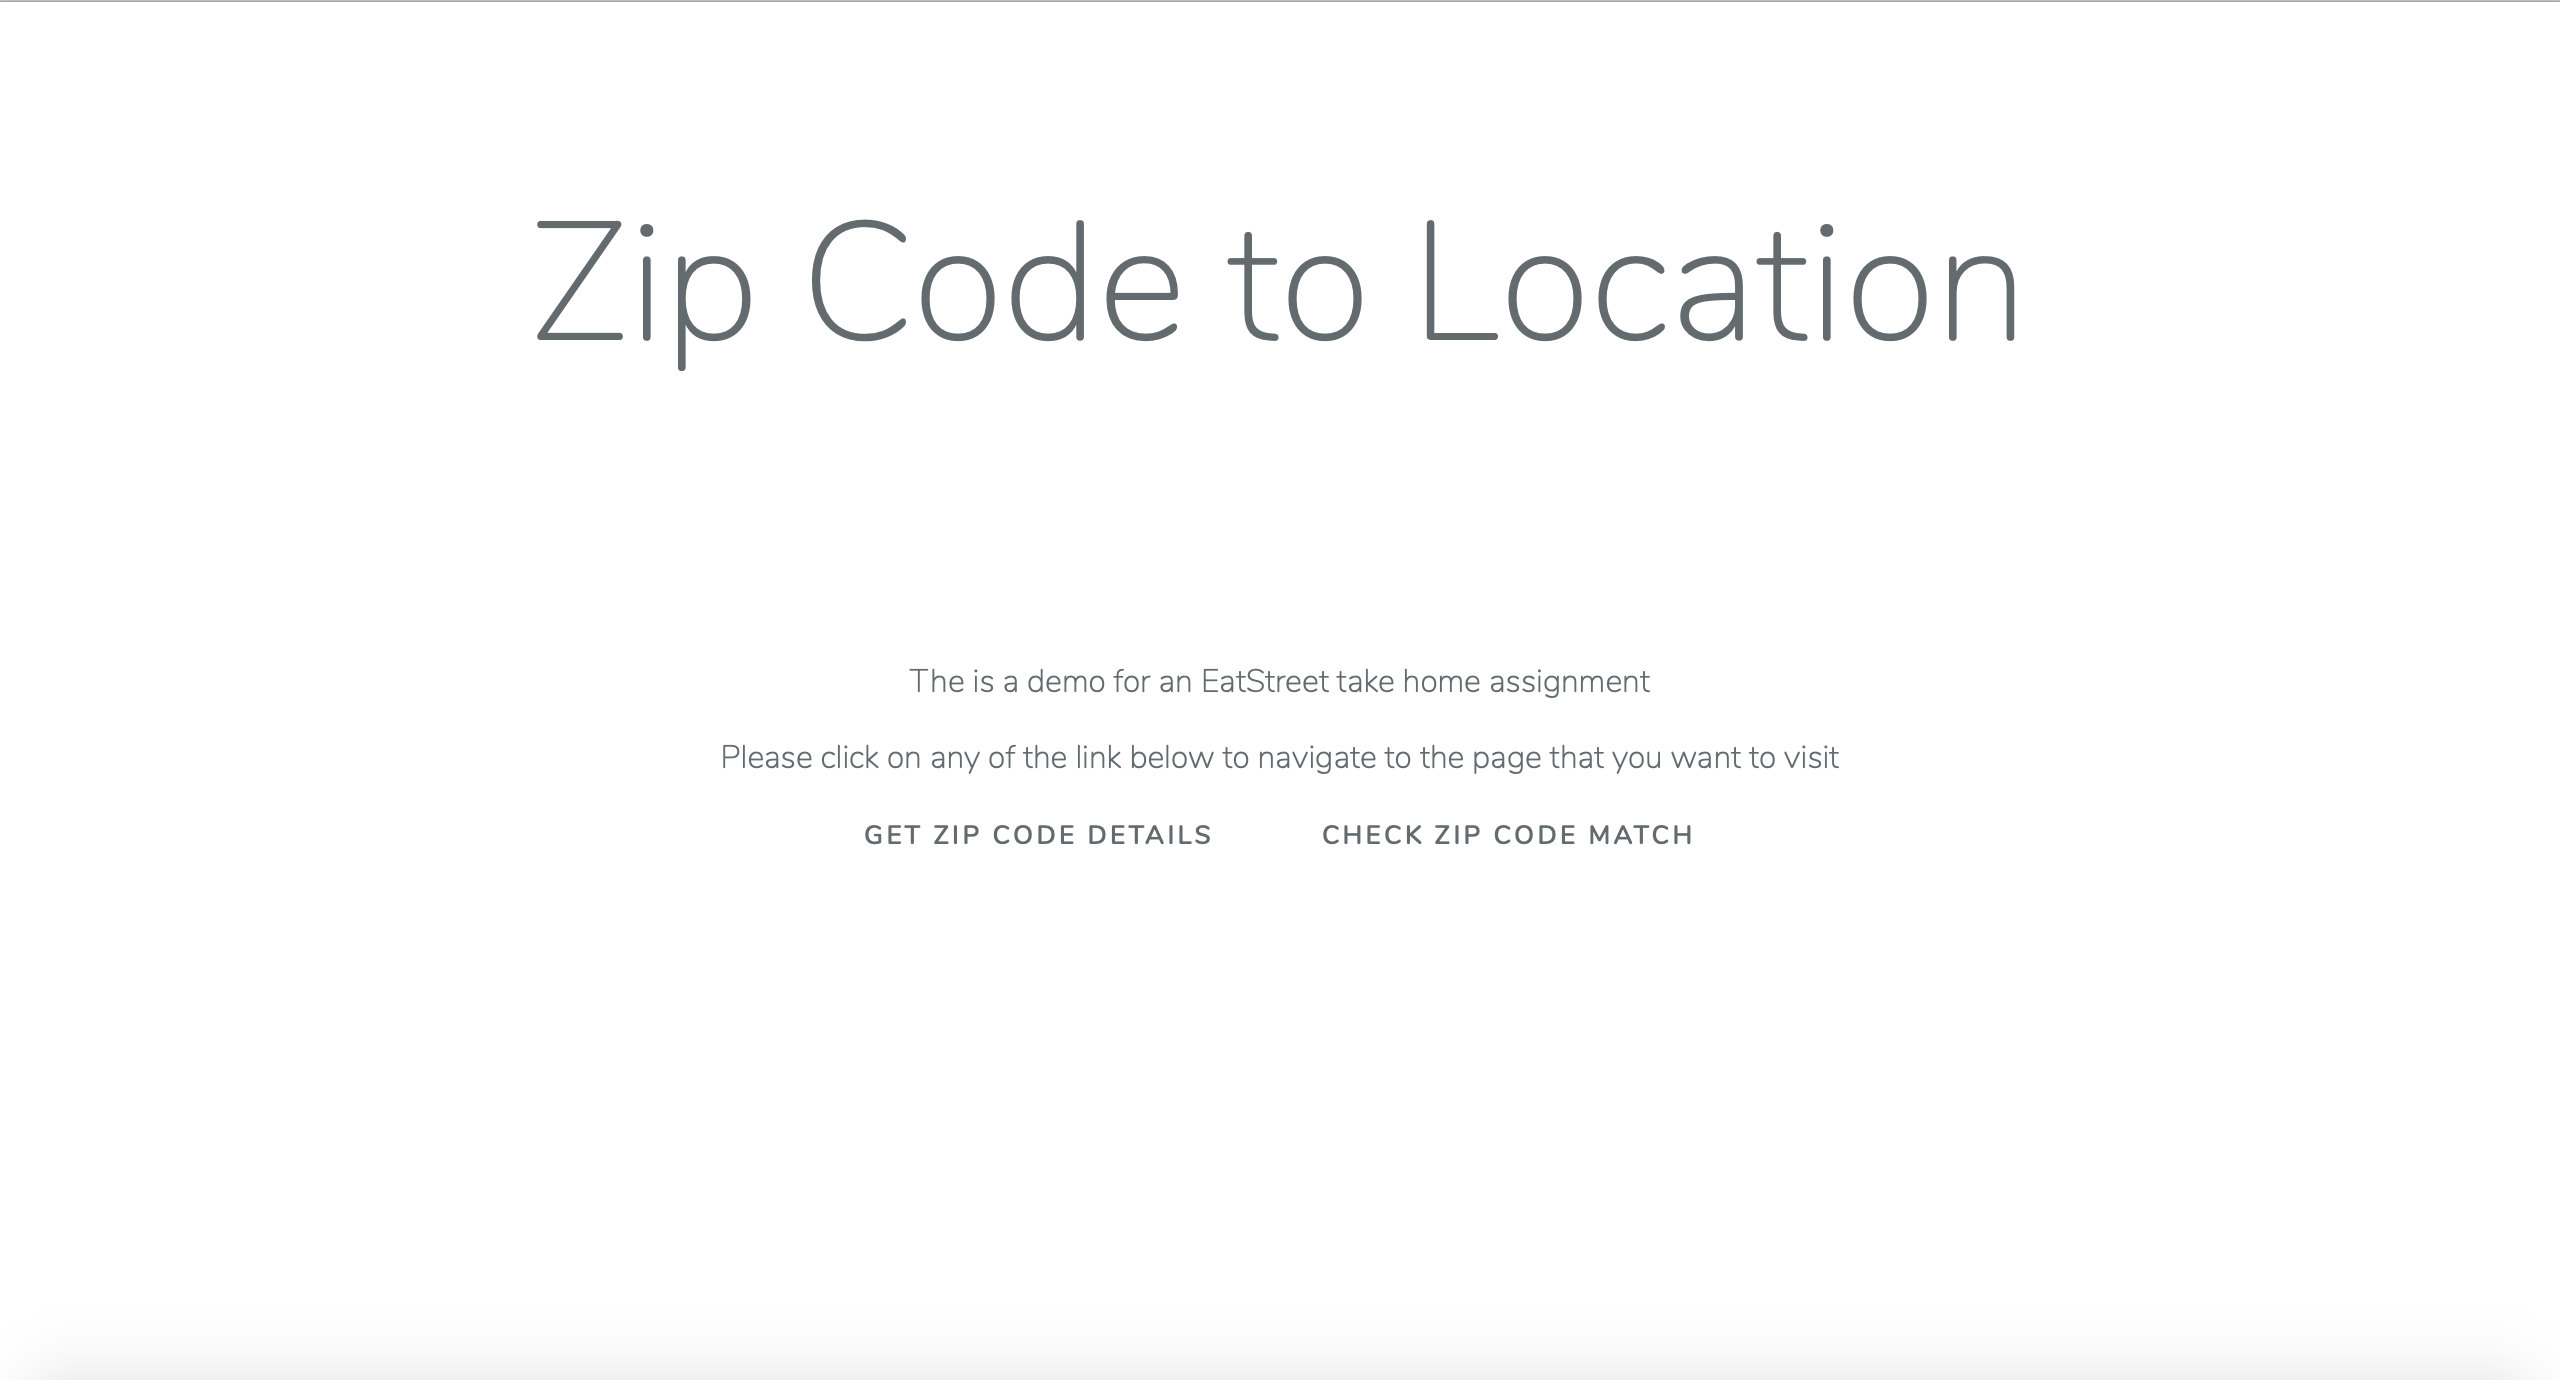 Zip Code to Location
The is a demo for an EatStreet take home assignment
Please click on any of the link below to navigate to the page that you want to visit
GET ZIP CODE DETAILS CHECK ZIP CODE MATCH